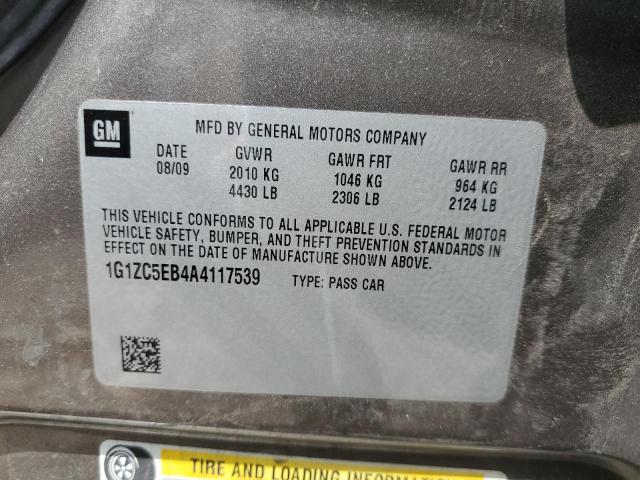 GM
MFD BY GENERAL MOTORS COMPANY
DATE GVWR GAWR FRT GAWR RR
08/09 2010 KG 1046 KG 964 KG
4430 LB 2306 LB 2124 LB
THIS VEHICLE CONFORMS TO ALL APPLICABLE U.S. FEDERAL MOTOR
VEHICLE SAFETY, BUMPER, AND THEFT PREVENTION STANDARDS IN
EFFECT ON THE DATE OF MANUFACTURE SHOWN ABOVE.
1G1ZC5EB4A4117539 TYPE: PASS CAR
TIRE AND LOADING INFORMATION